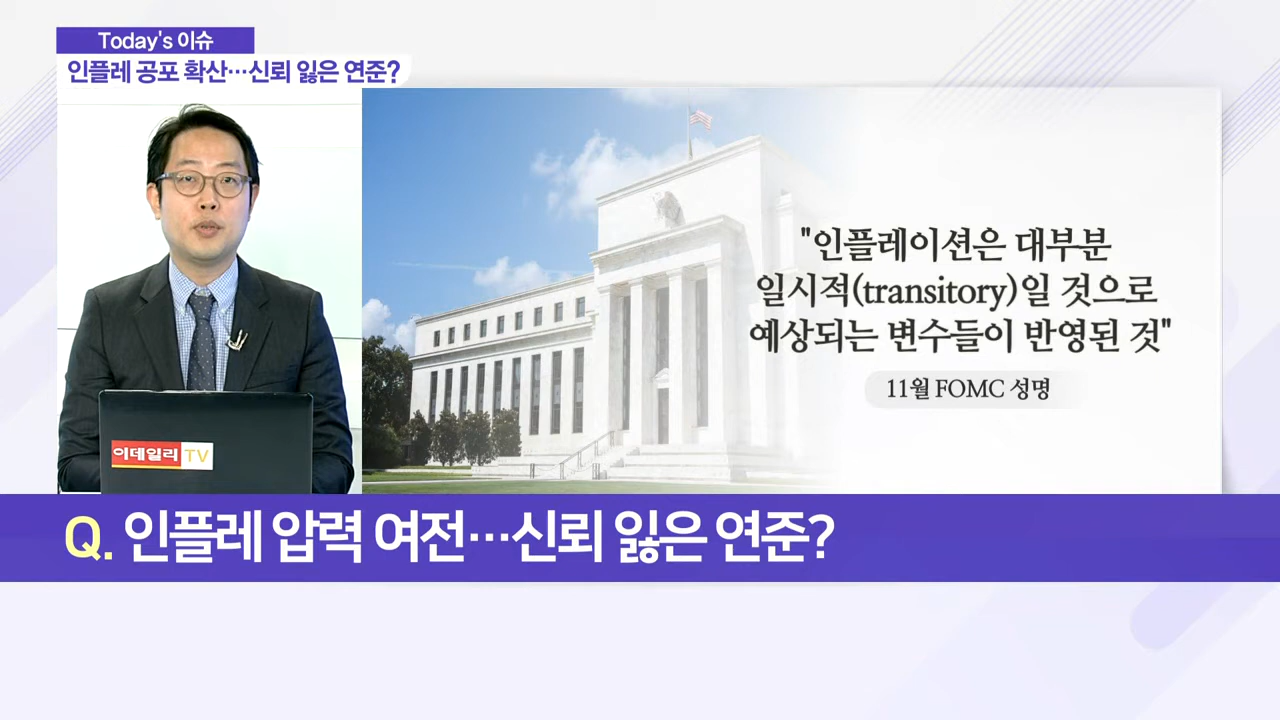 Today's 이슈
인플레 공포 확산…신뢰 잃은 연준?
"인플레이션은 대부분
일시적(transitory)일 것으로
예상되는 변수들이 반영된 것"
11월 FOMC 성명
이데일리 TV
Q. 인플레 압력 여전…신뢰 잃은 연준?